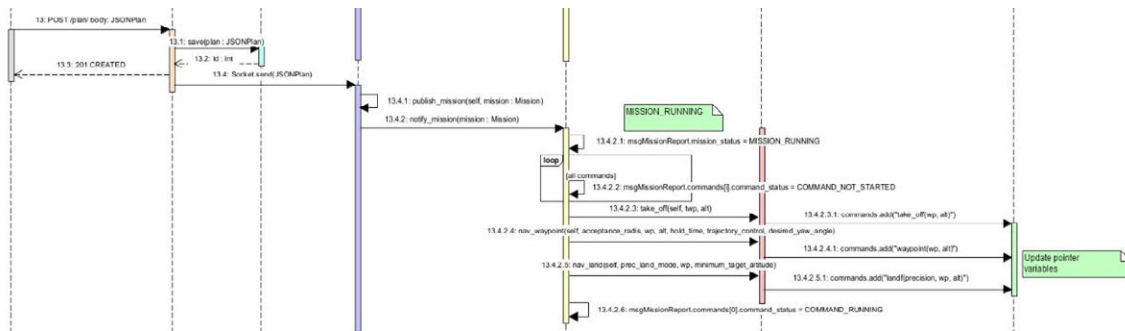 13: POST /plan/ body: JSONPlan
13.1: save(plan : JSONPlan)
13.2: id : Int
13.3: 201 CREATED
13.4: Socket.send(JSONPlan)
13.4.1: publish_mission(self, mission : Mission)
13.4.2: notify_mission(mission : Mission)
MISSION_RUNNING
13.4.2.1: msgMissionReport.mission_status = MISSION_RUNNING
loop
[all commands]
13.4.2.2: msgMissionReport.commands[i].command_status = COMMAND_NOT_STARTED
13.4.2.3: take_off(self, twp, alt)
13.4.2.3.1: commands.add("take_off(wp, alt)")
13.4.2.4: nav_waypoint(self, acceptance_radis, wp, alt, hold_time, trajectory_control, desired_yaw_angle)
13.4.2.4.1: commands.add("waypoint(wp, alt)")
Update pointer
variables
13.4.2.5: nav_land(self, prec_land_mode, wp, minimum_taget_altitude)
13.4.2.5.1: commands.add("landf(precision, wp, alt)")
13.4.2.6: msgMissionReport.commands[0].command_status = COMMAND_RUNNING